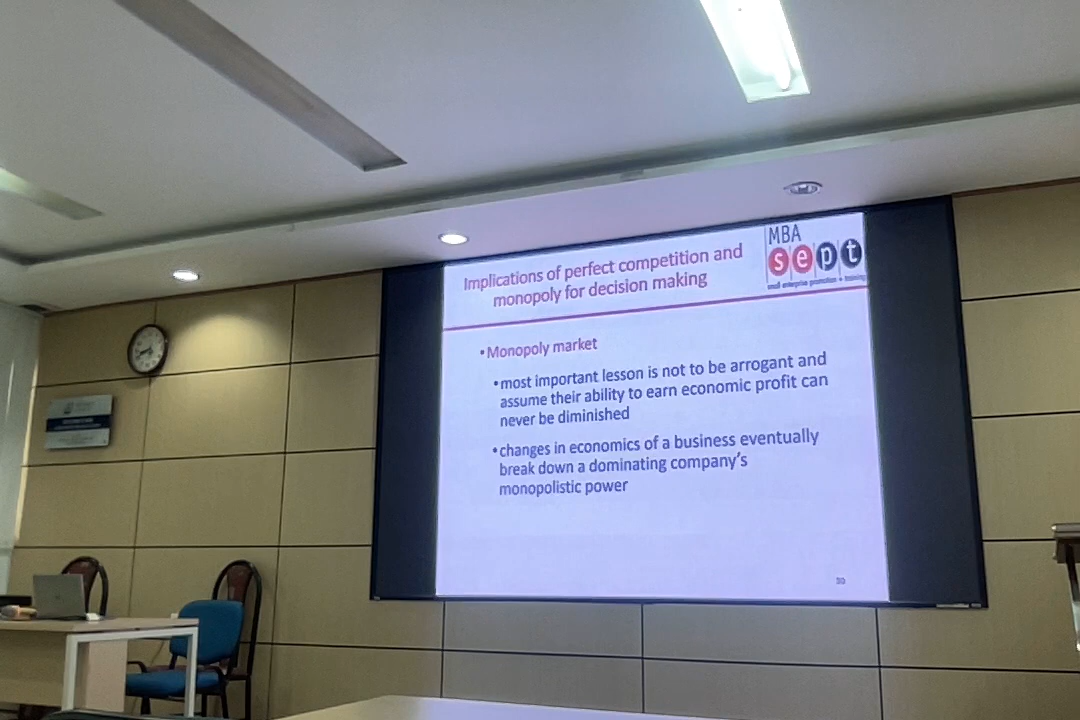 MBA
sept
small enterprise promotion + training
Implications of perfect competition and
monopoly for decision making
•Monopoly market
•most important lesson is not to be arrogant and
assume their ability to earn economic profit can
never be diminished
•changes in economics of a business eventually
break down a dominating company's
monopolistic power